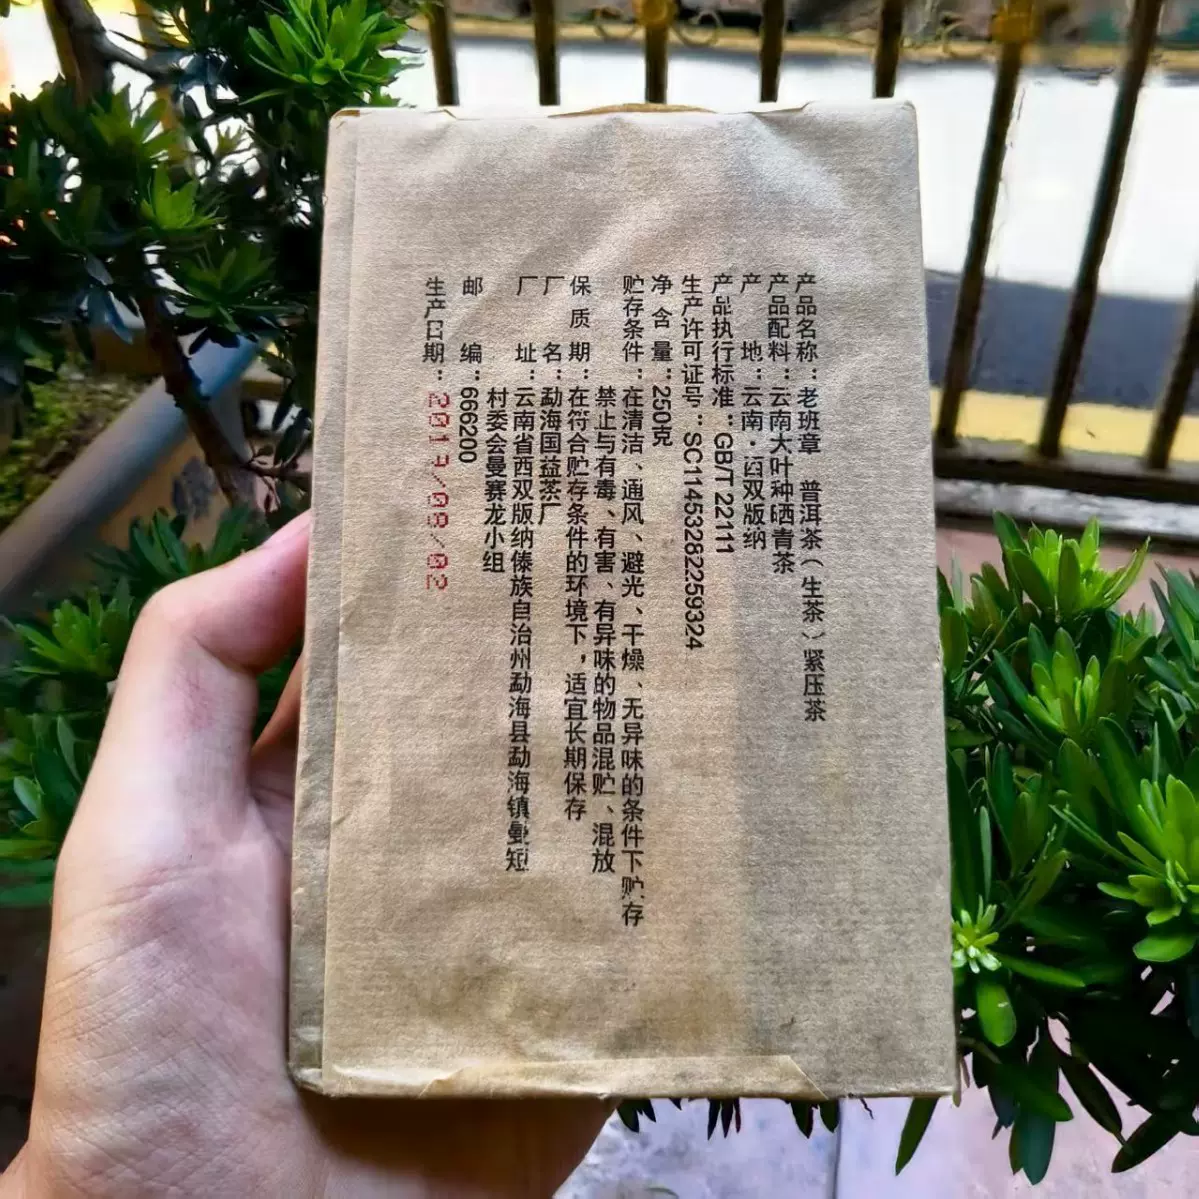 产品名称：老班章 普洱茶（生茶）紧压茶
产品配料：云南大叶种晒青茶
产 地：云南·西双版纳
产品执行标准：GB/T 22111
生产许可证号：SC11453282259324
净含量：250克
贮存条件：在清洁、通风、避光、干燥、无异味的条件下贮存
禁止与有毒、有害、有异味的物品混贮、混放
保质期：在符合贮存条件的环境下，适宜长期保存
厂名：勐海国益茶厂
厂 址：云南省西双版纳傣族自治州勐海县勐海镇曼短
村委会曼赛龙小组
邮 编：666200
生产日期：2019/08/02